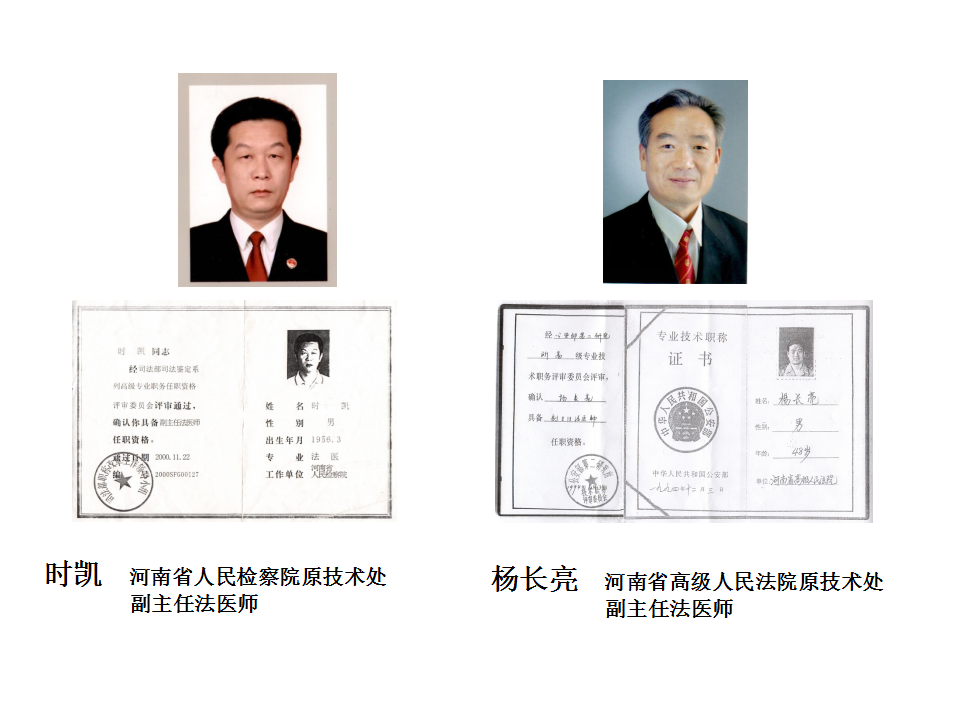 时 凯 同志
经司法部司法鉴定系
列高级专业职务任职资格
评审委员会评审通过，
确认你具备副主任法医师
任职资格。
通过日期 2000.11.22
编 2000SFG00127
姓 名 时 凯
性 别 男
出生年月 1956.3
专 业 法 医
工作单位 河南省
人民检察院
经 公安部第二研究
所 高 级专业技
术职务评审委员会评审，
确认 杨长亮
具备 副主任法医师
任职资格。
专业技术职称
证 书
中华人民共和国公安部
中华人民共和国公安部
一九九四年十二月三日
姓名： 杨长亮
性别： 男
年龄： 48岁
单位： 河南省高级人民法院
时凯 河南省人民检察院原技术处
副主任法医师
杨长亮 河南省高级人民法院原技术处
副主任法医师